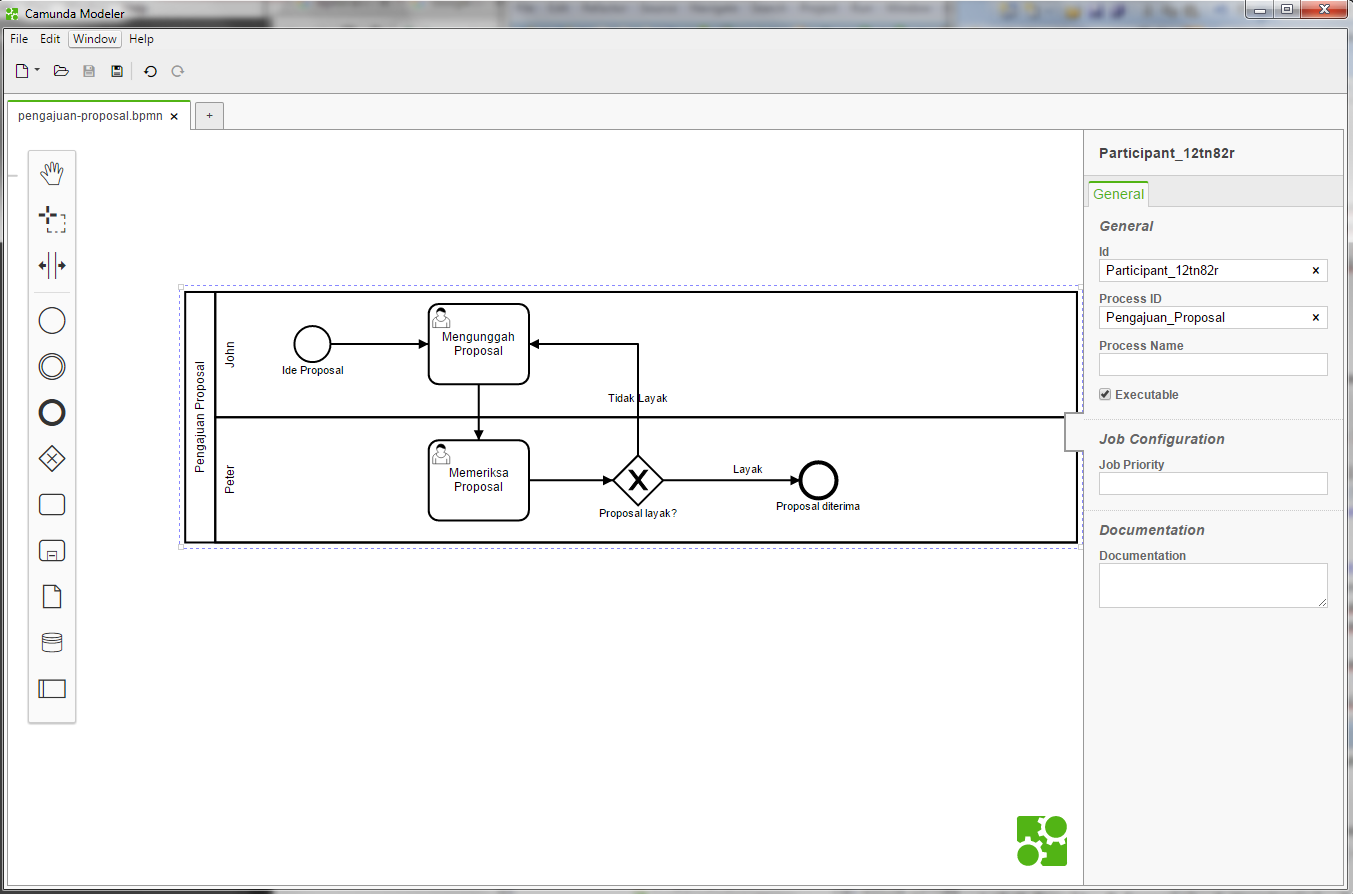 Camunda Modeler
File Edit Window Help
pengajuan-proposal.bpmn × +
Pengajuan Proposal
John
Ide Proposal
Mengunggah
Proposal
Tidak Layak
Peter
Memeriksa
Proposal
Proposal layak?
Layak
Proposal diterima
Participant_12tn82r
General
General
Id
Participant_12tn82r ×
Process ID
Pengajuan_Proposal ×
Process Name
Executable
Job Configuration
Job Priority
Documentation
Documentation